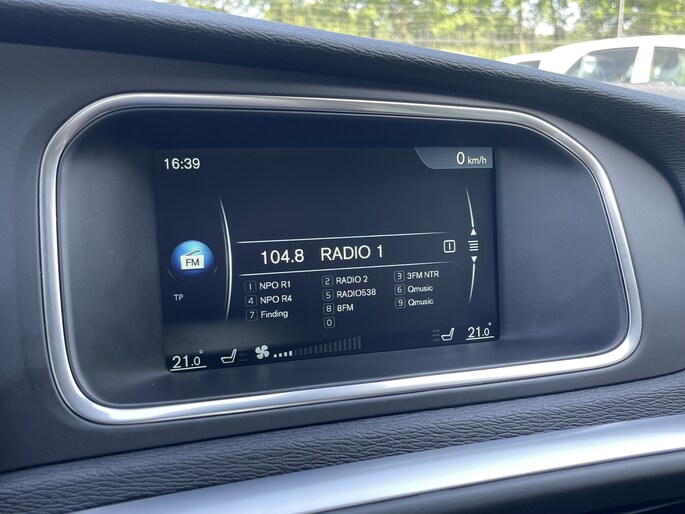 16:39
0 km/h
FM
104.8 RADIO 1 1
1 NPO R1 2 RADIO 2 3 3FM NTR
4 NPO R4 5 RADIO538 6 Qmusic
7 Finding 8 8FM 9 Qmusic
0
TP
21.0° 21.0°